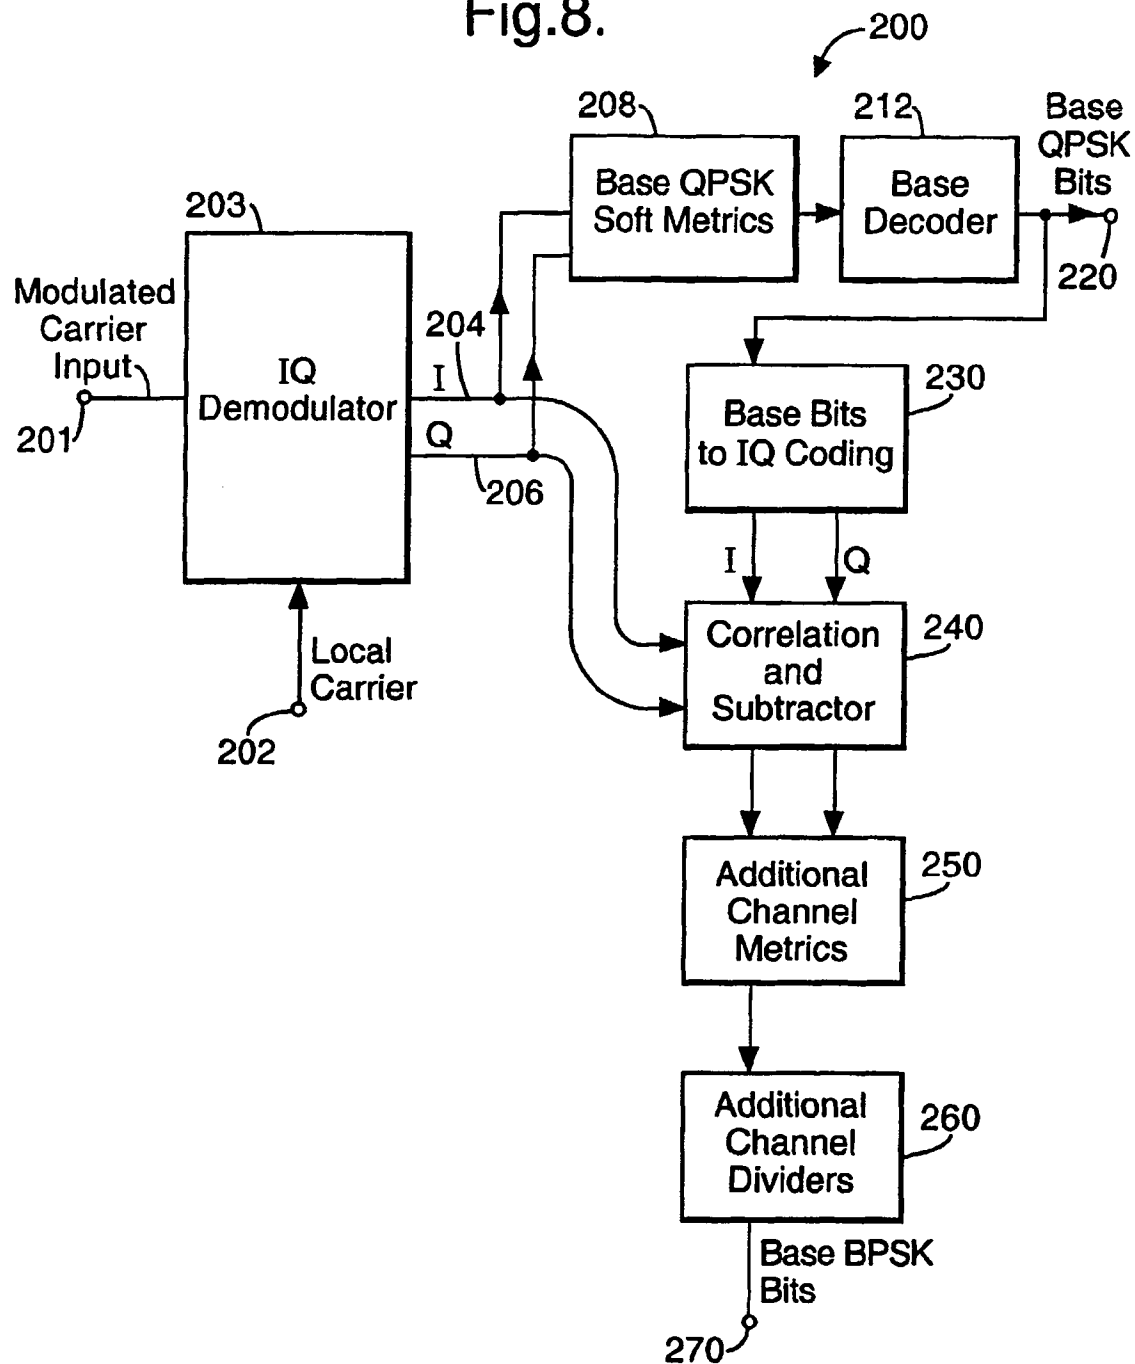 Fig.8.
200
208
212
Base
QPSK
Bits
Base QPSK
Soft Metrics
Base
Decoder
220
203
Modulated
Carrier
Input
201
IQ
Demodulator
204
I
Q
206
Local
Carrier
202
230
Base Bits
to IQ Coding
I
Q
240
Correlation
and
Subtractor
250
Additional
Channel
Metrics
260
Additional
Channel
Dividers
Base BPSK
Bits
270